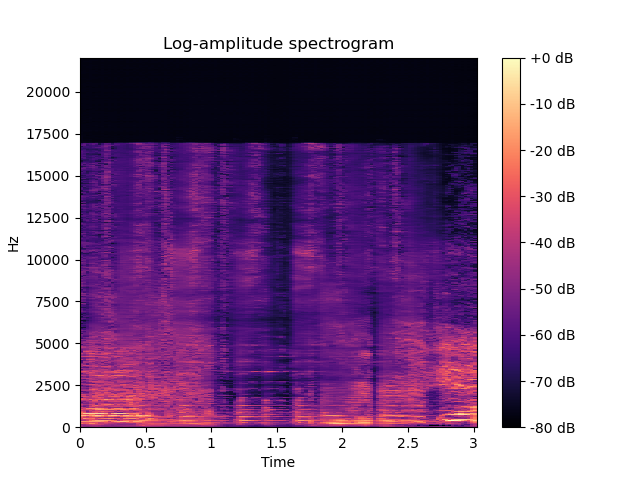 Log-amplitude spectrogram
Hz
20000
17500
15000
12500
10000
7500
5000
2500
0
0 0.5 1 1.5 2 2.5 3
Time
+0 dB
-10 dB
-20 dB
-30 dB
-40 dB
-50 dB
-60 dB
-70 dB
-80 dB